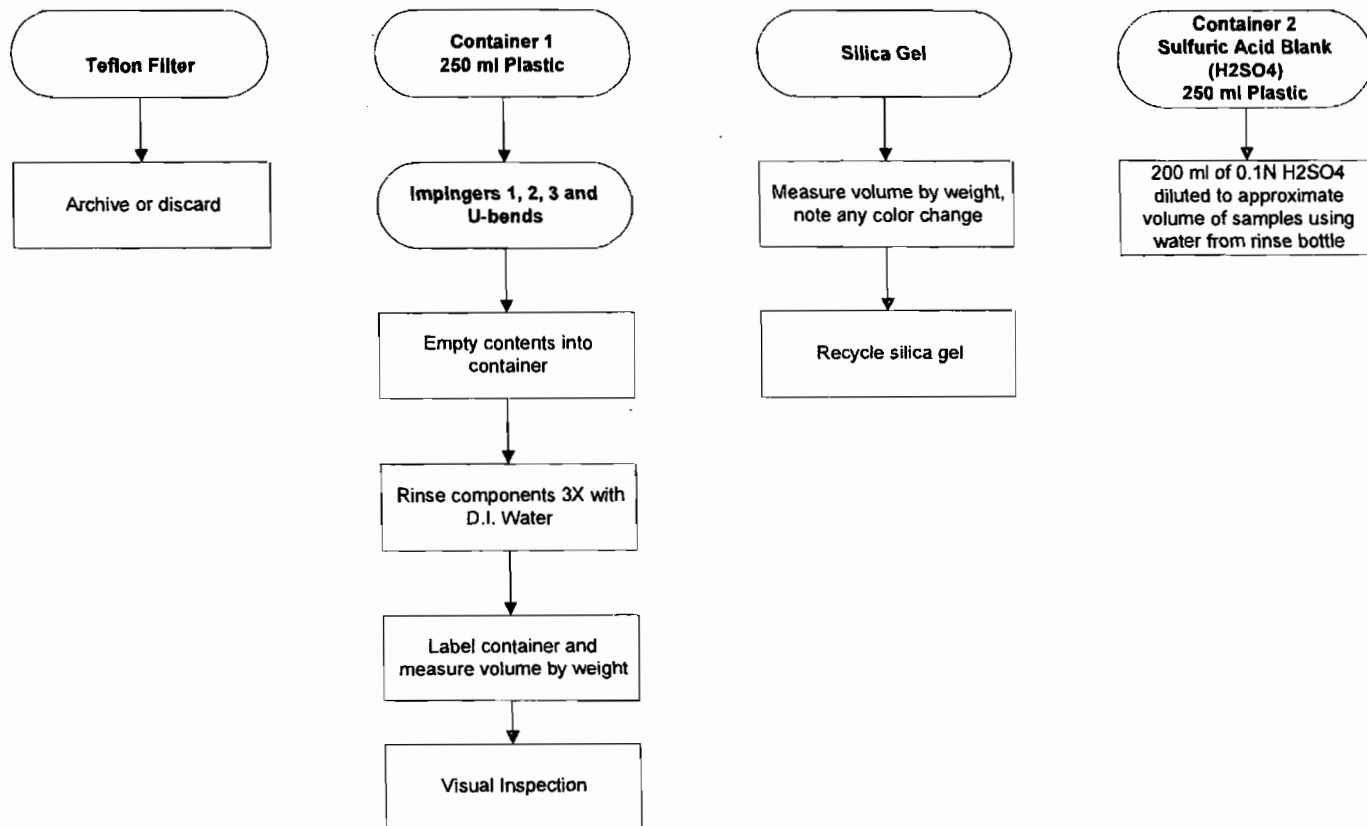 Teflon Filter
Archive or discard
Container 1
250 ml Plastic
Impingers 1, 2, 3 and
U-bends
Empty contents into
container
Rinse components 3X with
D.I. Water
Label container and
measure volume by weight
Visual Inspection
Silica Gel
Measure volume by weight,
note any color change
Recycle silica gel
Container 2
Sulfuric Acid Blank
(H2SO4)
250 ml Plastic
200 ml of 0.1N H2SO4
diluted to approximate
volume of samples using
water from rinse bottle